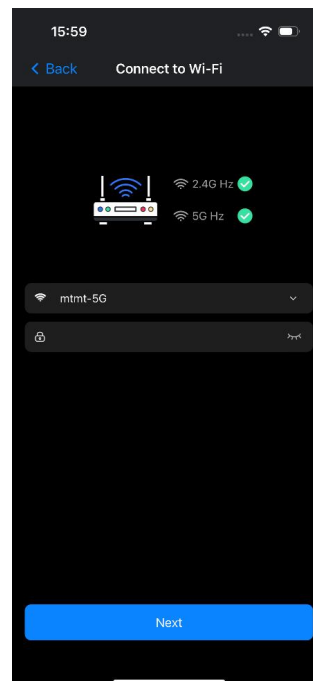 15:59
Back Connect to Wi-Fi
2.4G Hz
5G Hz
mtmt-5G
Next